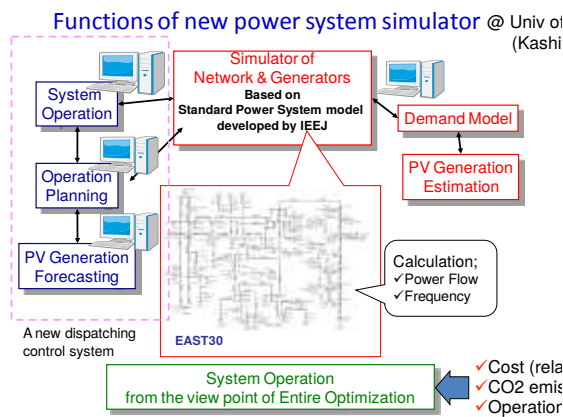 Functions of new power system simulator @ Univ of
(Kashi
Simulator of
Network & Generators
Based on
Standard Power System model
developed by IEEJ
System
Operation
Operation
Planning
PV Generation
Forecasting
A new dispatching
control system
Demand Model
PV Generation
Estimation
Calculation;
✓Power Flow
✓Frequency
EAST30
System Operation
from the view point of Entire Optimization
✓Cost (rela
✓CO2 emis
✓Operation